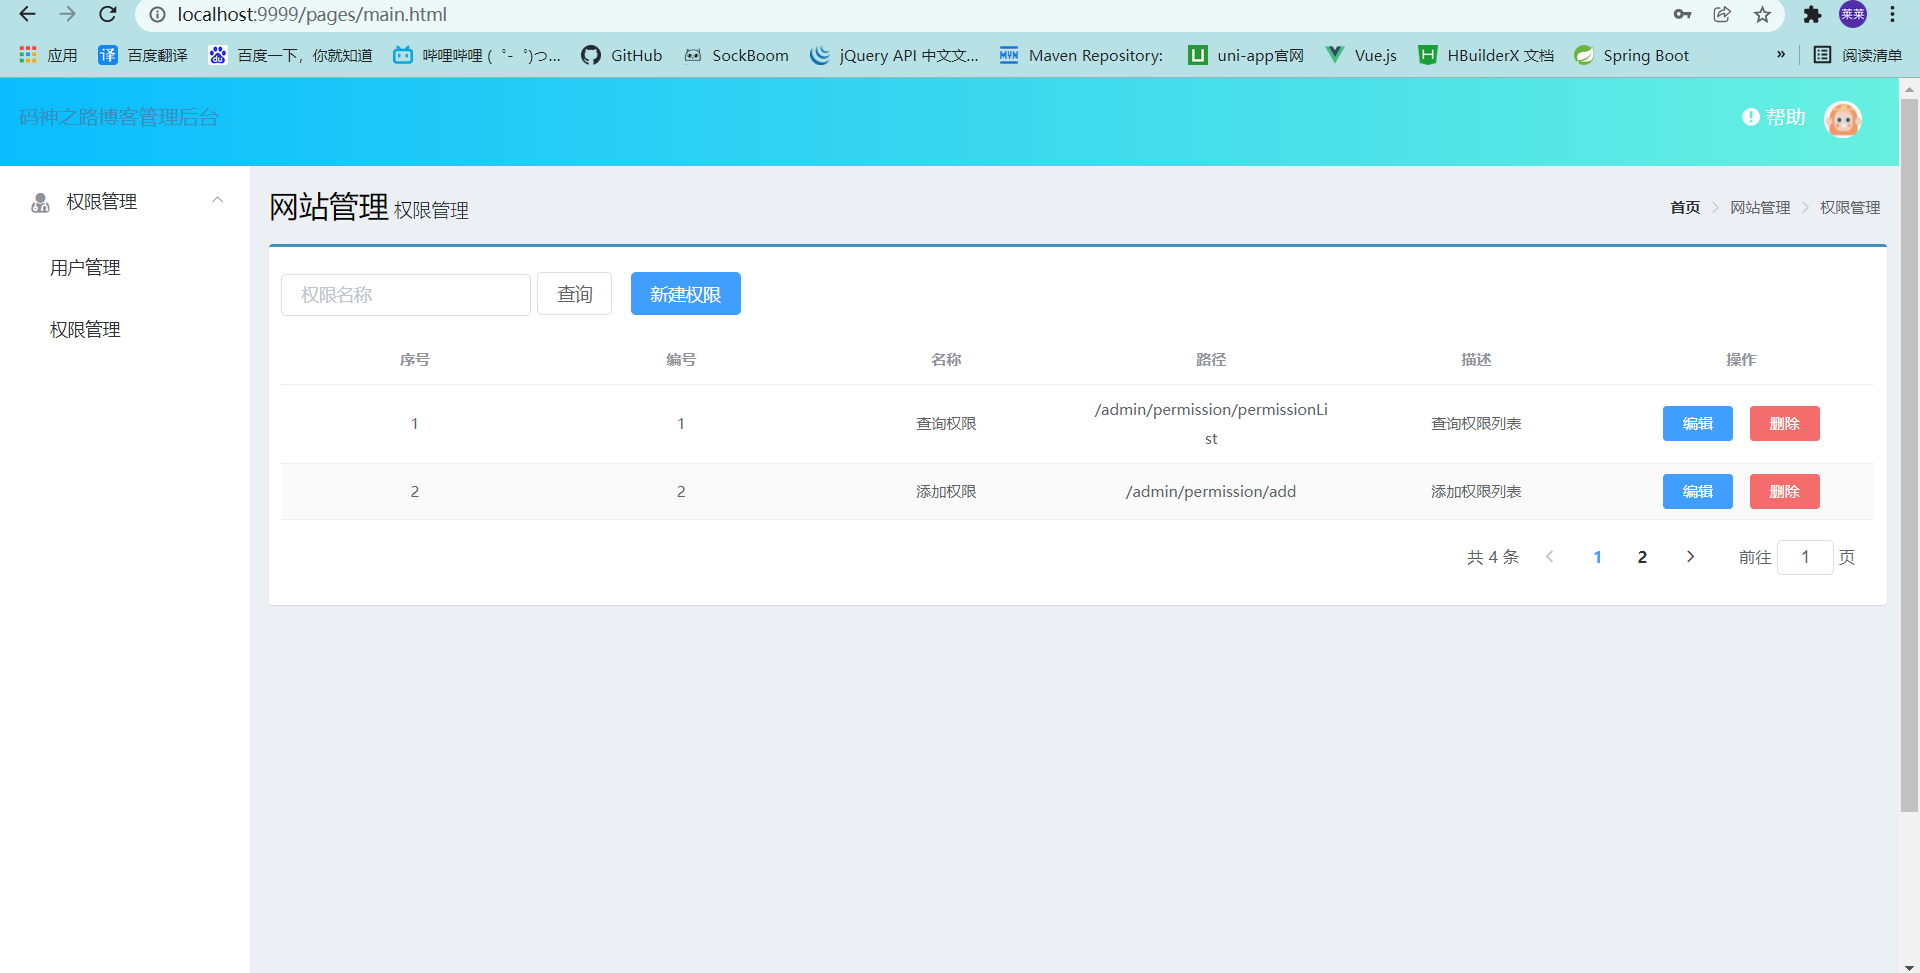 localhost:9999/pages/main.html
莱莱
应用 百度翻译 百度一下，你就知道 哔哩哔哩 ( ゜- ゜)つ... GitHub SockBoom jQuery API 中文文... Maven Repository: uni-app官网 Vue.js HBuilderX 文档 Spring Boot » 阅读清单
码神之路博客管理后台
帮助
权限管理
用户管理
权限管理
网站管理 权限管理
首页 > 网站管理 > 权限管理
权限名称 查询 新建权限
序号 编号 名称 路径 描述 操作
1 1 查询权限 /admin/permission/permissionLi
st 查询权限列表 编辑 删除
2 2 添加权限 /admin/permission/add 添加权限列表 编辑 删除
共 4 条 < 1 2 > 前往 1 页